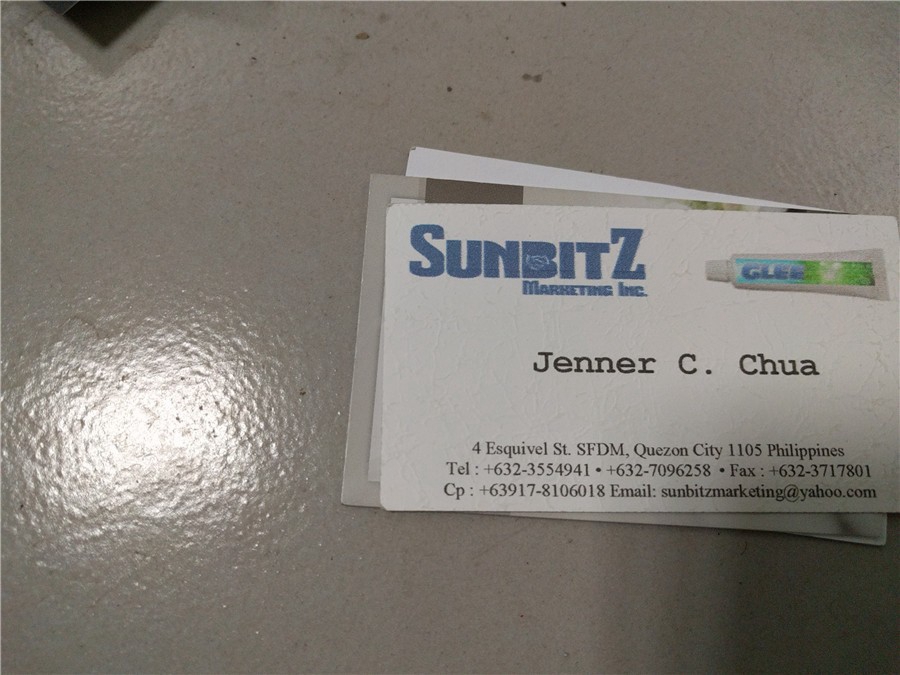 SUNBITZ
MARKETING INC.
GLEE
Jenner C. Chua
4 Esquivel St. SFDM, Quezon City 1105 Philippines
Tel : +632-3554941 • +632-7096258 • Fax : +632-3717801
Cp : +63917-8106018 Email: sunbitzmarketing@yahoo.com